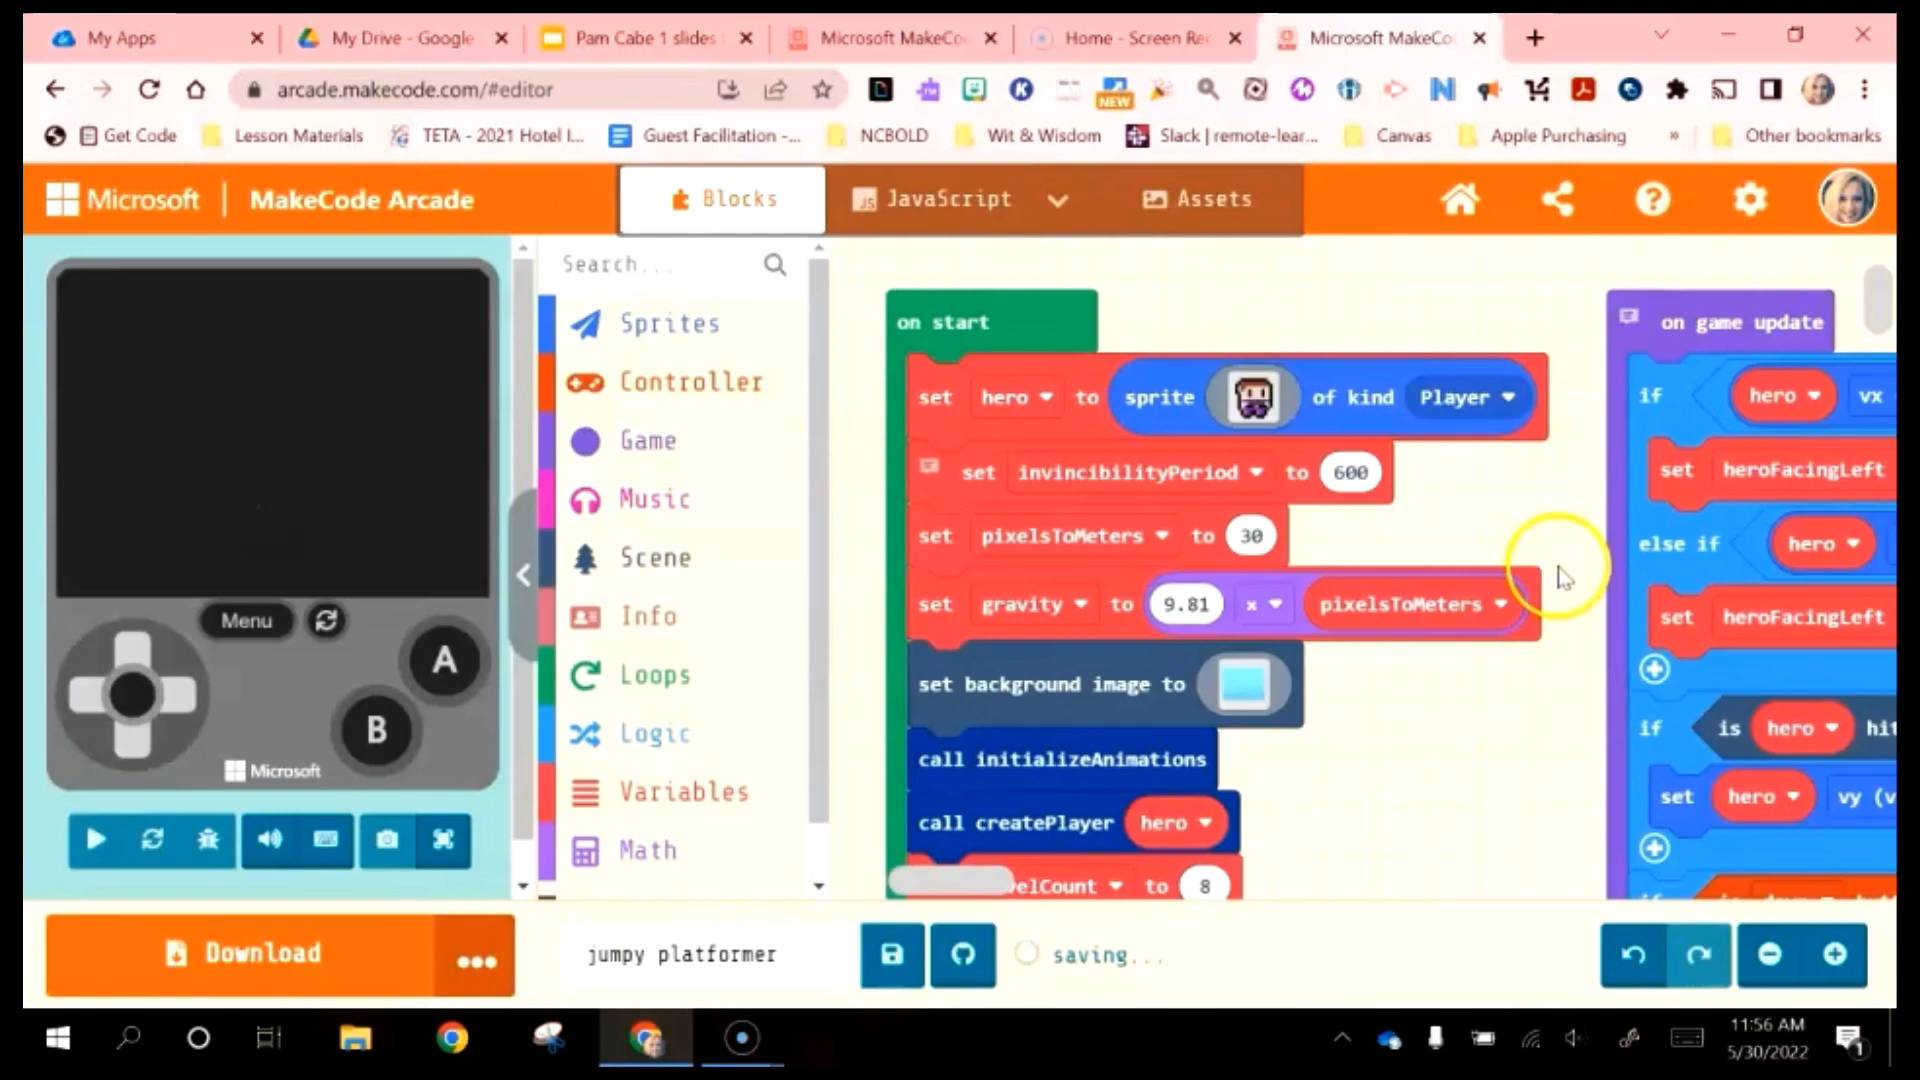 My Apps
My Drive - Google
Pam Cabe 1 slides
Microsoft MakeCo
Home - Screen Rec
Microsoft MakeCo
arcade.makecode.com/#editor
NEW
Get Code
Lesson Materials
TETA - 2021 Hotel I...
Guest Facilitation -...
NCBOLD
Wit & Wisdom
Slack | remote-lear...
Canvas
Apple Purchasing
»
Other bookmarks
Microsoft
MakeCode Arcade
Blocks
JS JavaScript
Assets
Search...
Sprites
Controller
Game
Music
Scene
Info
Loops
Logic
Variables
Math
Menu
A
B
Microsoft
on start
set hero to sprite of kind Player
set invincibilityPeriod to 600
set pixelsToMeters to 30
set gravity to 9.81 x pixelsToMeters
set background image to
call initializeAnimations
call createPlayer hero
velCount to 8
on game update
if hero vx
set heroFacingLeft
else if hero
set heroFacingLeft
if is hero hit
set hero vy (v
if
Download
jumpy platformer
saving...
11:56 AM
5/30/2022
1